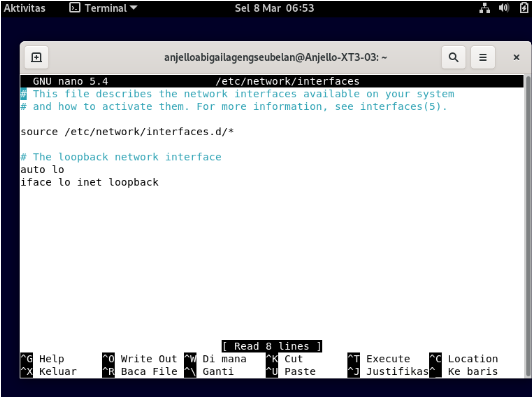 Aktivitas Terminal Sel 8 Mar 06:53
anjelloabigailagengseubelan@Anjello-XT3-03: ~
GNU nano 5.4 /etc/network/interfaces
# This file describes the network interfaces available on your system
# and how to activate them. For more information, see interfaces(5).
source /etc/network/interfaces.d/*
# The loopback network interface
auto lo
iface lo inet loopback
[ Read 8 lines ]
^G Help ^O Write Out ^W Di mana ^K Cut ^T Execute ^C Location
^X Keluar ^R Baca File ^\ Ganti ^U Paste ^J Justifikas^_ Ke baris